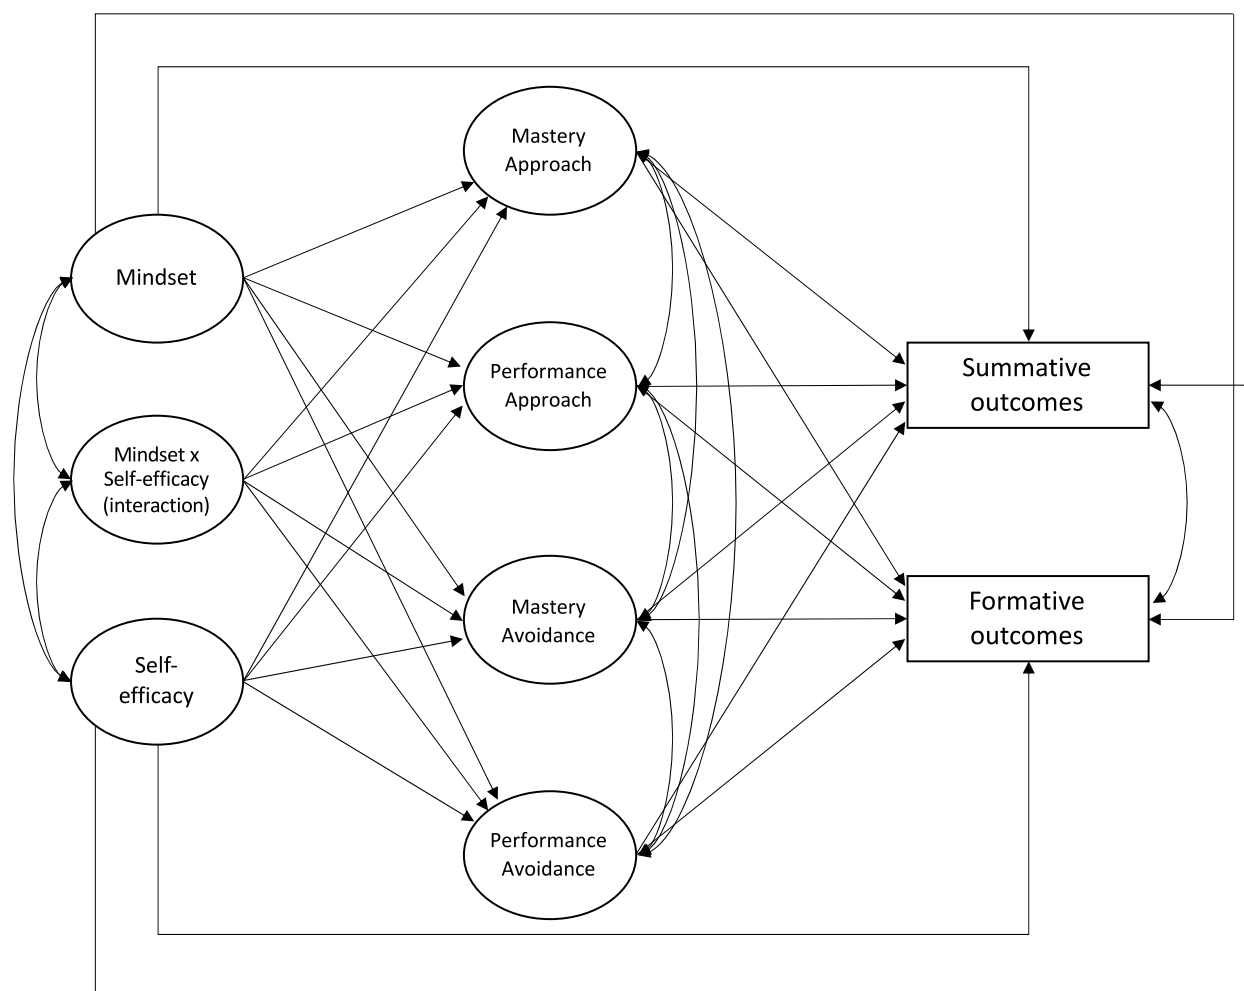 Mindset
Mindset x
Self-efficacy
(interaction)
Self-
efficacy
Mastery
Approach
Performance
Approach
Mastery
Avoidance
Performance
Avoidance
Summative
outcomes
Formative
outcomes